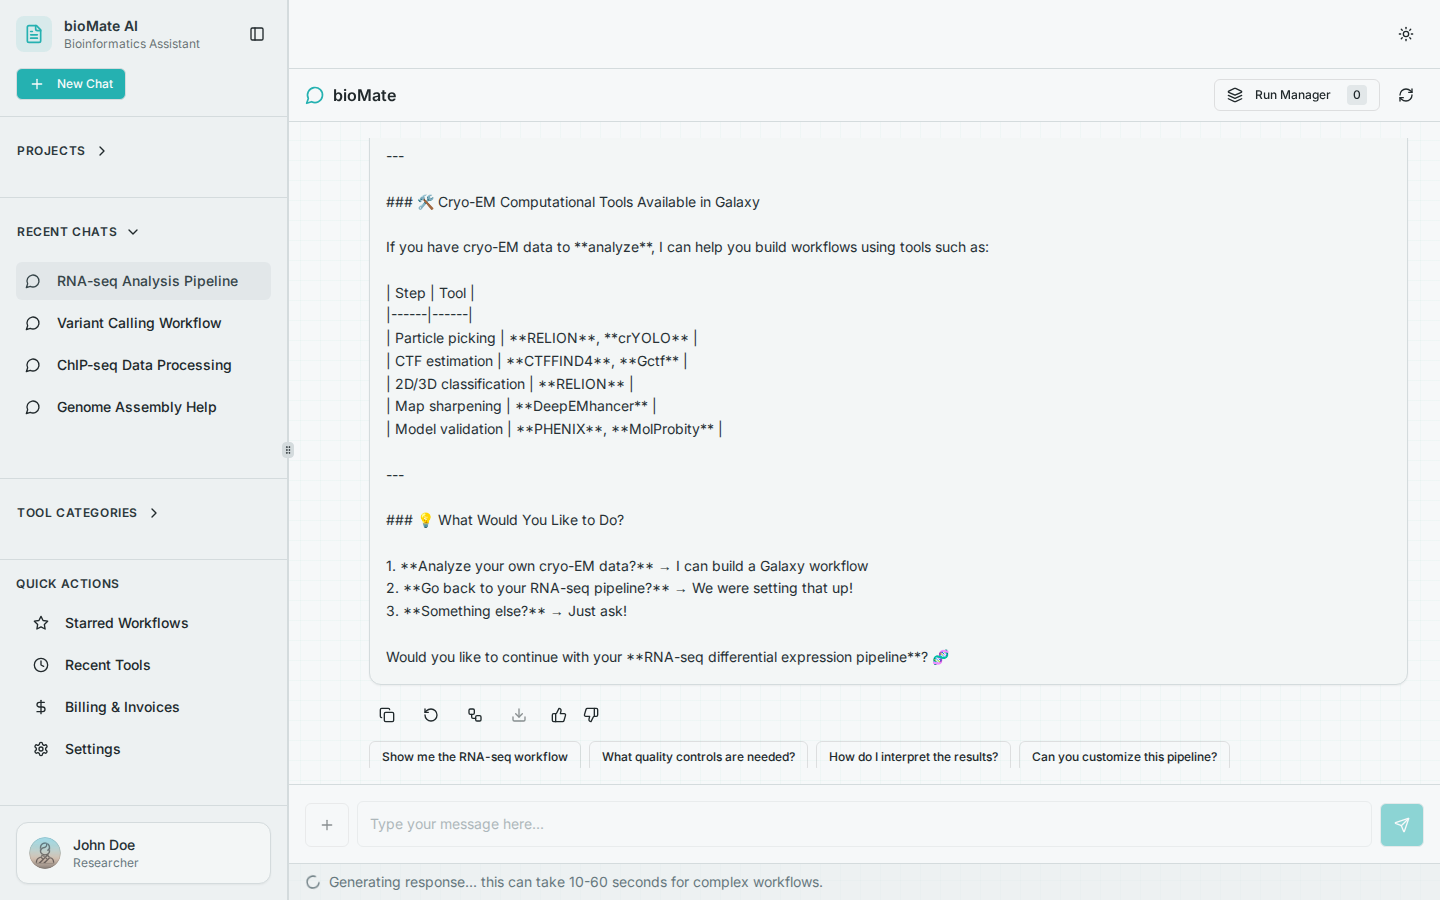 bioMate AI
Bioinformatics Assistant
New Chat
PROJECTS
RECENT CHATS
RNA-seq Analysis Pipeline
Variant Calling Workflow
ChIP-seq Data Processing
Genome Assembly Help
TOOL CATEGORIES
QUICK ACTIONS
Starred Workflows
Recent Tools
Billing & Invoices
Settings
John Doe
Researcher
bioMate
Run Manager 0
---
### 🛠️ Cryo-EM Computational Tools Available in Galaxy
If you have cryo-EM data to **analyze**, I can help you build workflows using tools such as:
| Step | Tool |
|------|------|
| Particle picking | **RELION**, **crYOLO** |
| CTF estimation | **CTFFIND4**, **Gctf** |
| 2D/3D classification | **RELION** |
| Map sharpening | **DeepEMhancer** |
| Model validation | **PHENIX**, **MolProbity** |
---
### 💡 What Would You Like to Do?
1. **Analyze your own cryo-EM data?** → I can build a Galaxy workflow
2. **Go back to your RNA-seq pipeline?** → We were setting that up!
3. **Something else?** → Just ask!
Would you like to continue with your **RNA-seq differential expression pipeline**? 🧬
Show me the RNA-seq workflow
What quality controls are needed?
How do I interpret the results?
Can you customize this pipeline?
Type your message here...
Generating response... this can take 10-60 seconds for complex workflows.